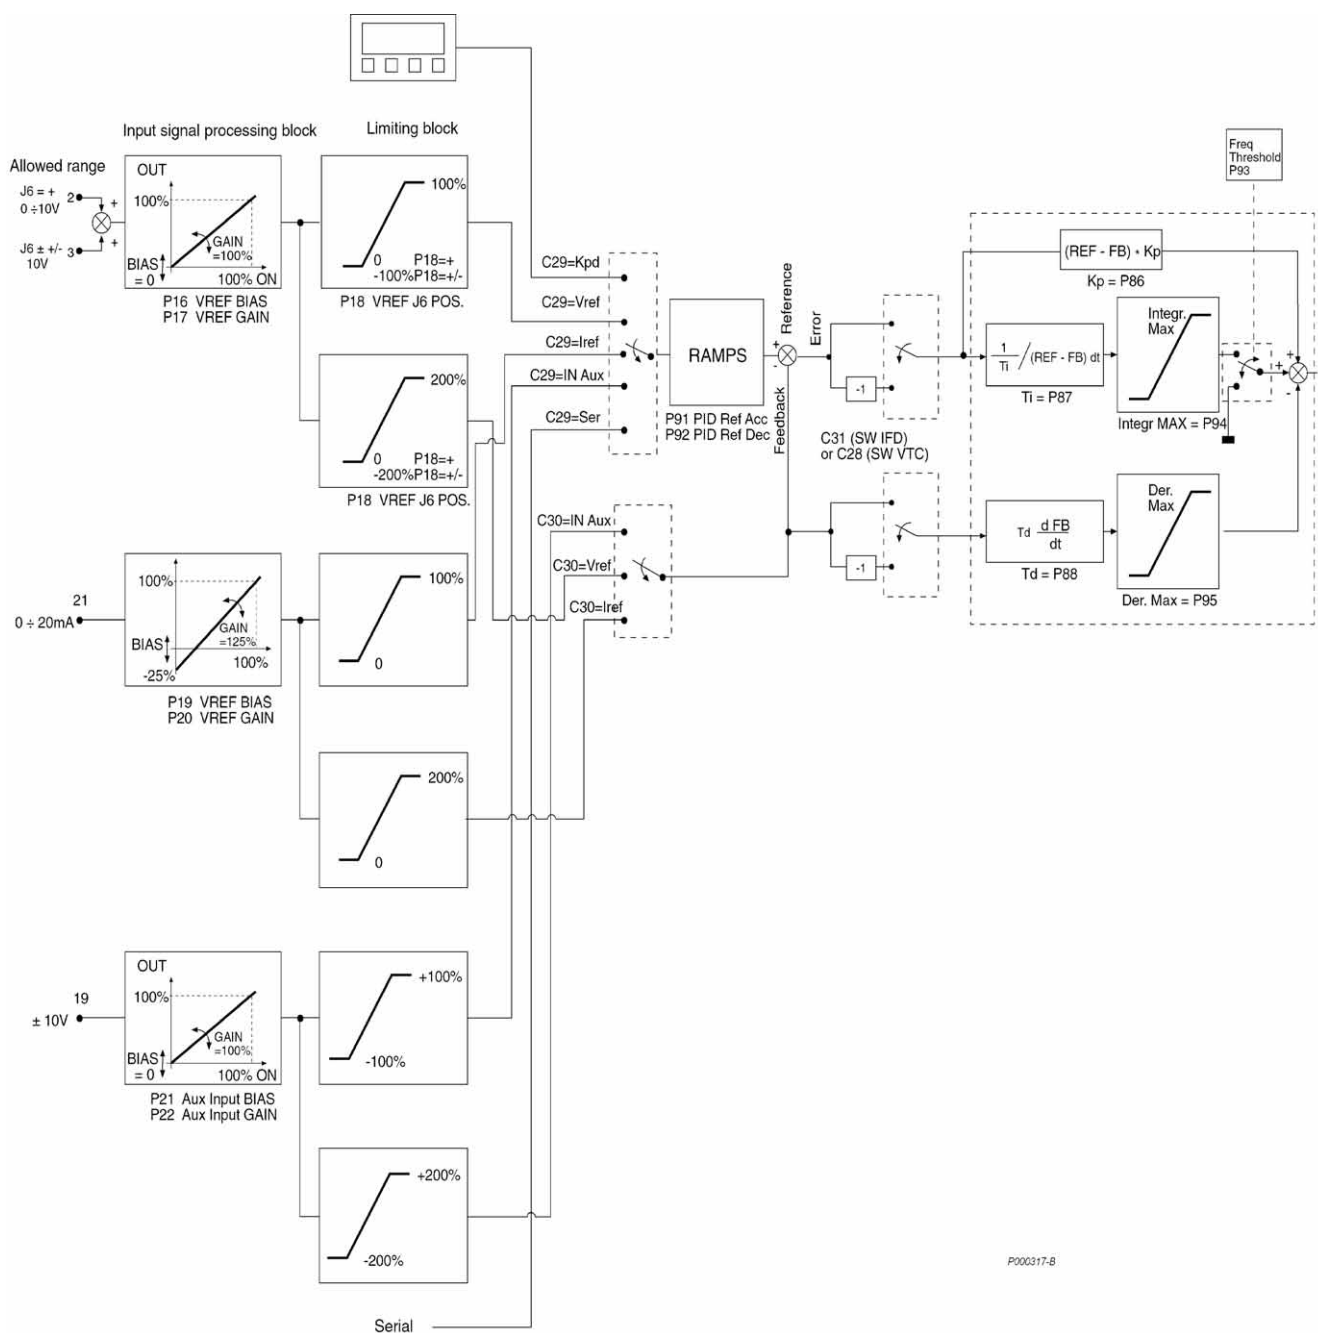 Input signal processing block
Limiting block
Allowed range
J6 = +
0 ÷10V
2
+
J6 ± +/-
10V
3
+
OUT
100%
GAIN
=100%
BIAS
= 0
100% ON
P16 VREF BIAS
P17 VREF GAIN
100%
0 P18=+
-100%P18=+/-
P18 VREF J6 POS.
200%
0 P18=+
-200%P18=+/-
P18 VREF J6 POS.
21
0 ÷ 20mA
100%
GAIN
=125%
BIAS
100%
-25%
P19 VREF BIAS
P20 VREF GAIN
100%
0
200%
0
19
± 10V
OUT
100%
GAIN
=100%
BIAS
= 0
100% ON
P21 Aux Input BIAS
P22 Aux Input GAIN
+100%
-100%
+200%
-200%
Serial
C29=Kpd
C29=Vref
C29=Iref
C29=IN Aux
C29=Ser
C30=IN Aux
C30=Vref
C30=Iref
RAMPS
P91 PID Ref Acc
P92 PID Ref Dec
Reference
+
-
Feedback
Error
-1
C31 (SW IFD)
or C28 (SW VTC)
-1
Freq
Threshold
P93
(REF - FB) * Kp
Kp = P86
1
Ti
/ (REF - FB) dt
Ti = P87
Integr.
Max
Integr MAX = P94
+
+
-
Td d FB
dt
Td = P88
Der.
Max
Der. Max = P95
P000317-B